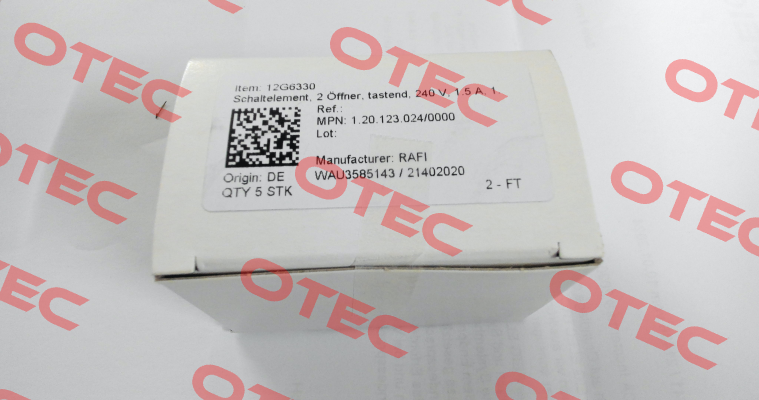 Item: 12G6330
Schaltelement, 2 Öffner, tastend, 240 V, 1.5 A, 1
Ref.:
MPN: 1.20.123.024/0000
Lot:
Manufacturer: RAFI
Origin: DE WAU3585143 / 21402020
QTY 5 STK 2 - FT
OTEC
OTEC
OTEC
OTEC
OTEC
OTEC
OTEC
OTEC
OTEC
OTEC
OTEC